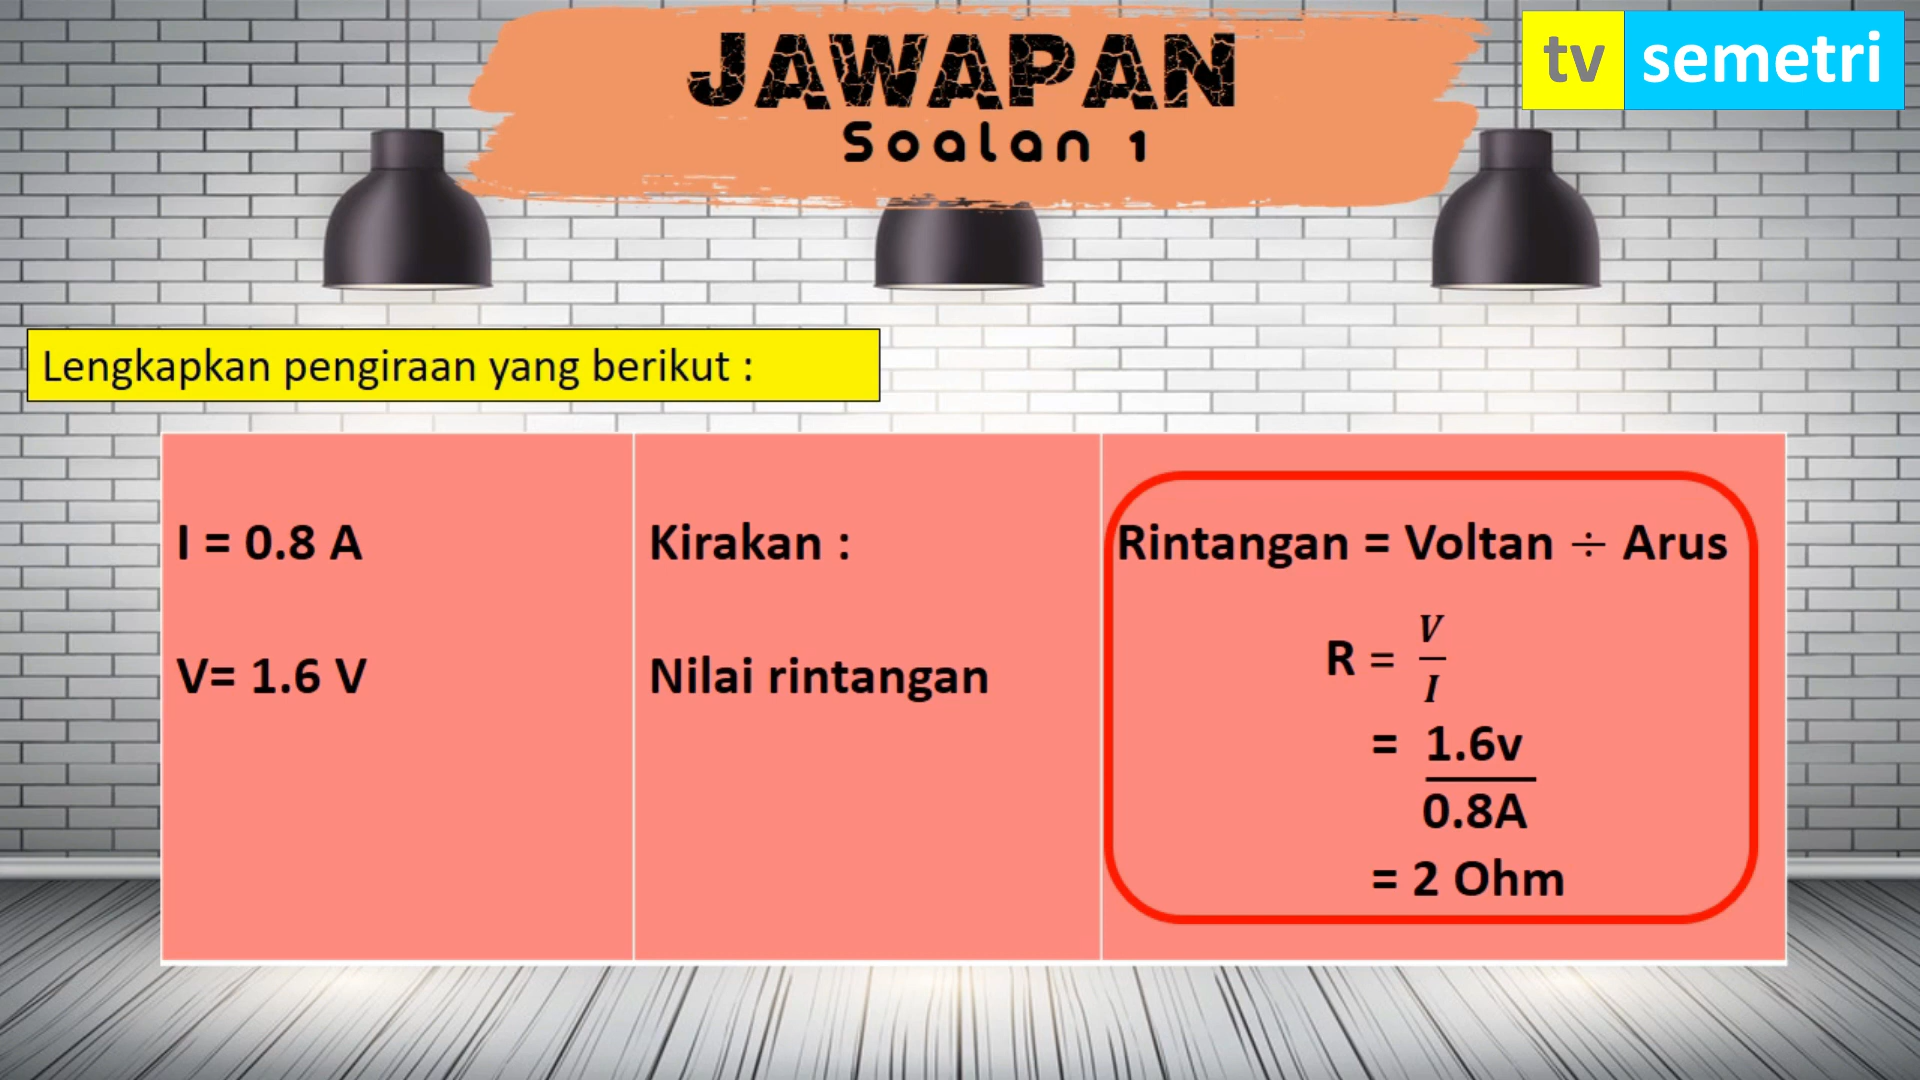 JAWAPAN
Soalan 1
tv semetri
Lengkapkan pengiraan yang berikut :
I = 0.8 A
V= 1.6 V
Kirakan :
Nilai rintangan
Rintangan = Voltan ÷ Arus
R = V/I
= 1.6v
0.8A
= 2 Ohm